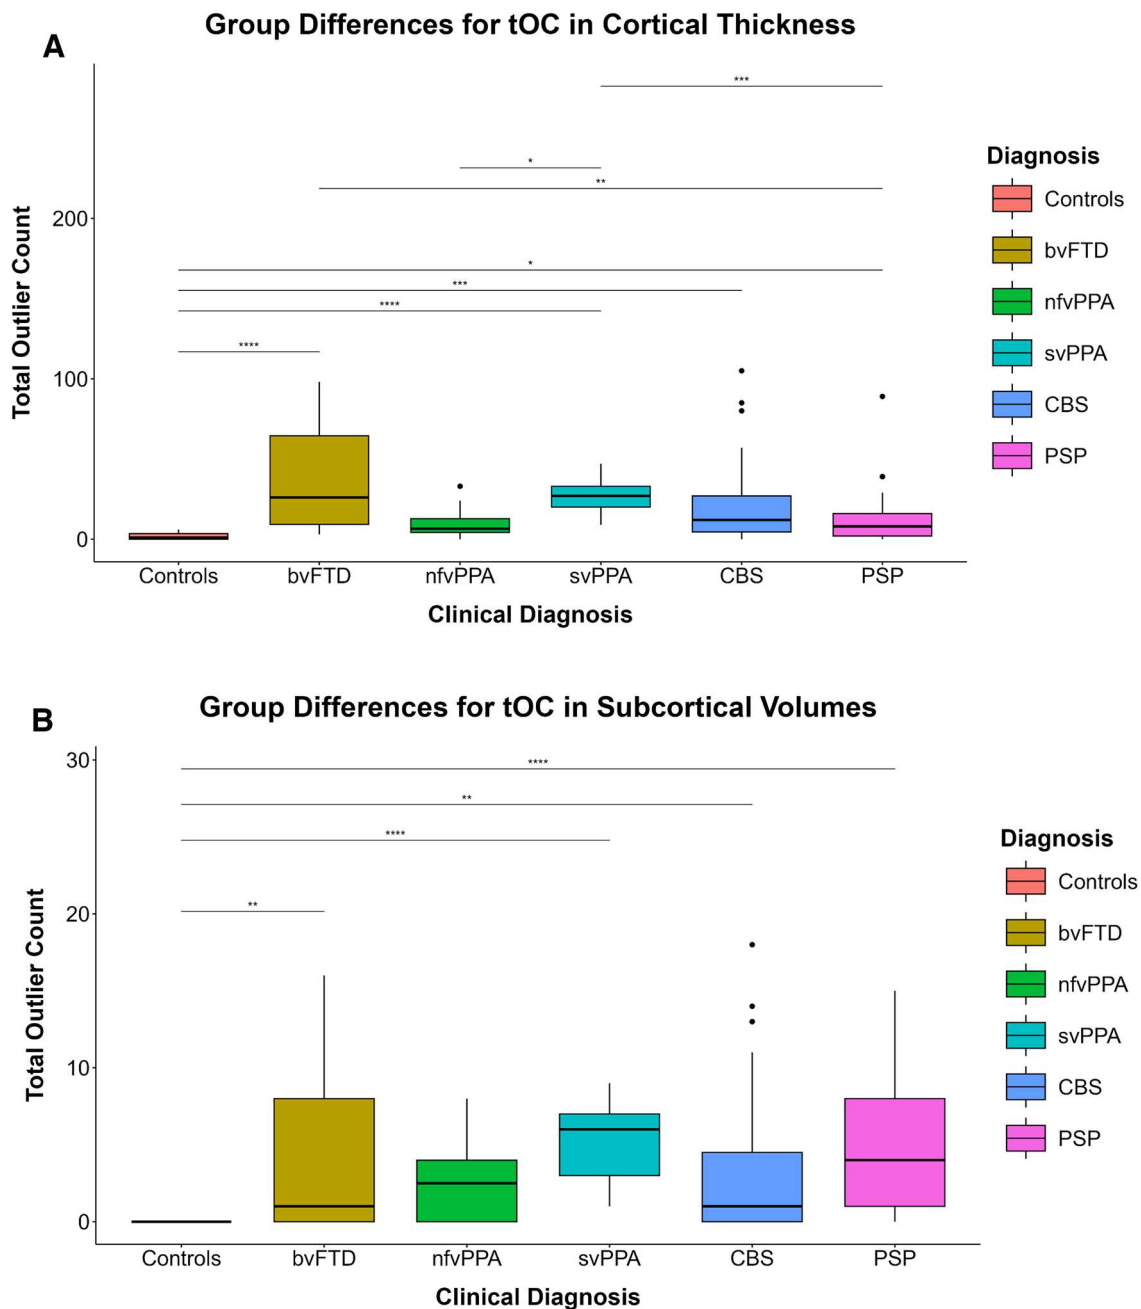 A
Group Differences for tOC in Cortical Thickness
Total Outlier Count
200
100
0
***
*
**
*
***
****
****
Controls
bvFTD
nfvPPA
svPPA
CBS
PSP
Clinical Diagnosis
Diagnosis
Controls
bvFTD
nfvPPA
svPPA
CBS
PSP
B
Group Differences for tOC in Subcortical Volumes
Total Outlier Count
30
20
10
0
****
**
****
**
Controls
bvFTD
nfvPPA
svPPA
CBS
PSP
Clinical Diagnosis
Diagnosis
Controls
bvFTD
nfvPPA
svPPA
CBS
PSP